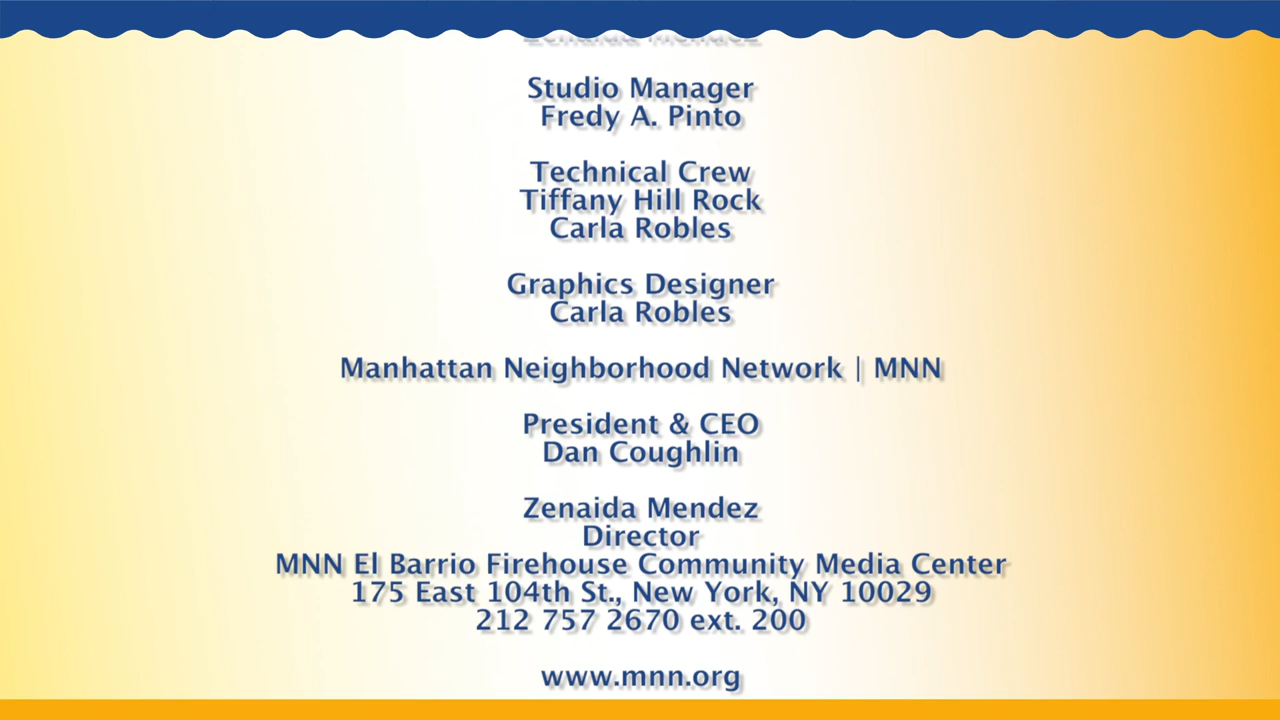 Zenaida Mendez
Studio Manager
Fredy A. Pinto
Technical Crew
Tiffany Hill Rock
Carla Robles
Graphics Designer
Carla Robles
Manhattan Neighborhood Network | MNN
President & CEO
Dan Coughlin
Zenaida Mendez
Director
MNN El Barrio Firehouse Community Media Center
175 East 104th St., New York, NY 10029
212 757 2670 ext. 200
www.mnn.org